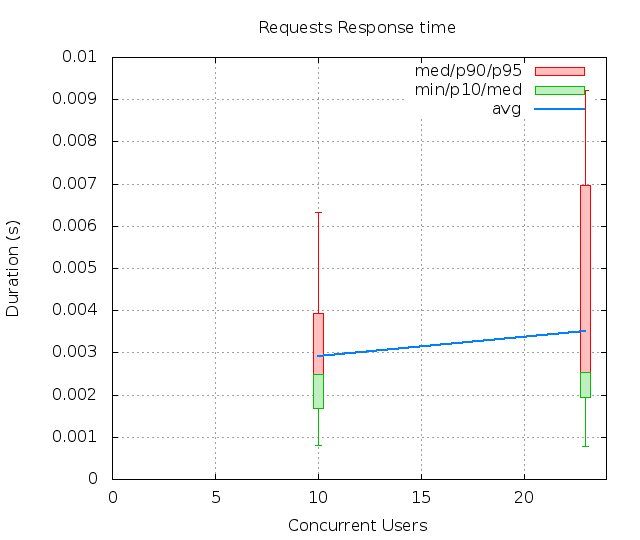 Requests Response time
0.01
0.009
0.008
0.007
0.006
0.005
0.004
0.003
0.002
0.001
0
0 5 10 15 20
Duration (s)
Concurrent Users
med/p90/p95
min/p10/med
avg